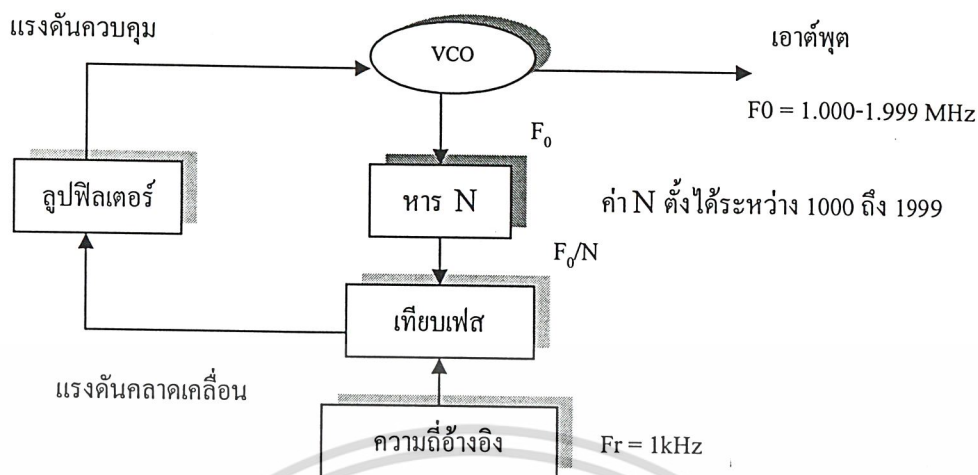 แรงดันควบคุม
VCO
เอาต์พุต
F0 = 1.000-1.999 MHz
F₀
ลูปฟิลเตอร์
หาร N
ค่า N ตั้งได้ระหว่าง 1000 ถึง 1999
F₀/N
เทียบเฟส
แรงดันคลาดเคลื่อน
ความถี่อ้างอิง
Fr = 1kHz